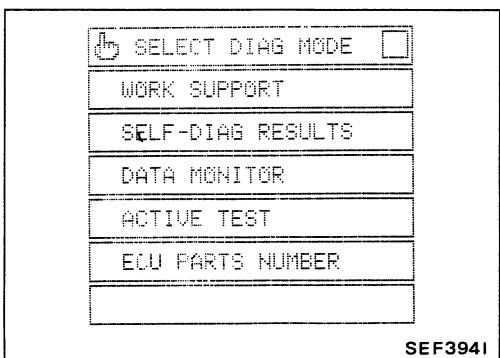 SELECT DIAG MODE
WORK SUPPORT
SELF-DIAG RESULTS
DATA MONITOR
ACTIVE TEST
ECU PARTS NUMBER
SEF394I